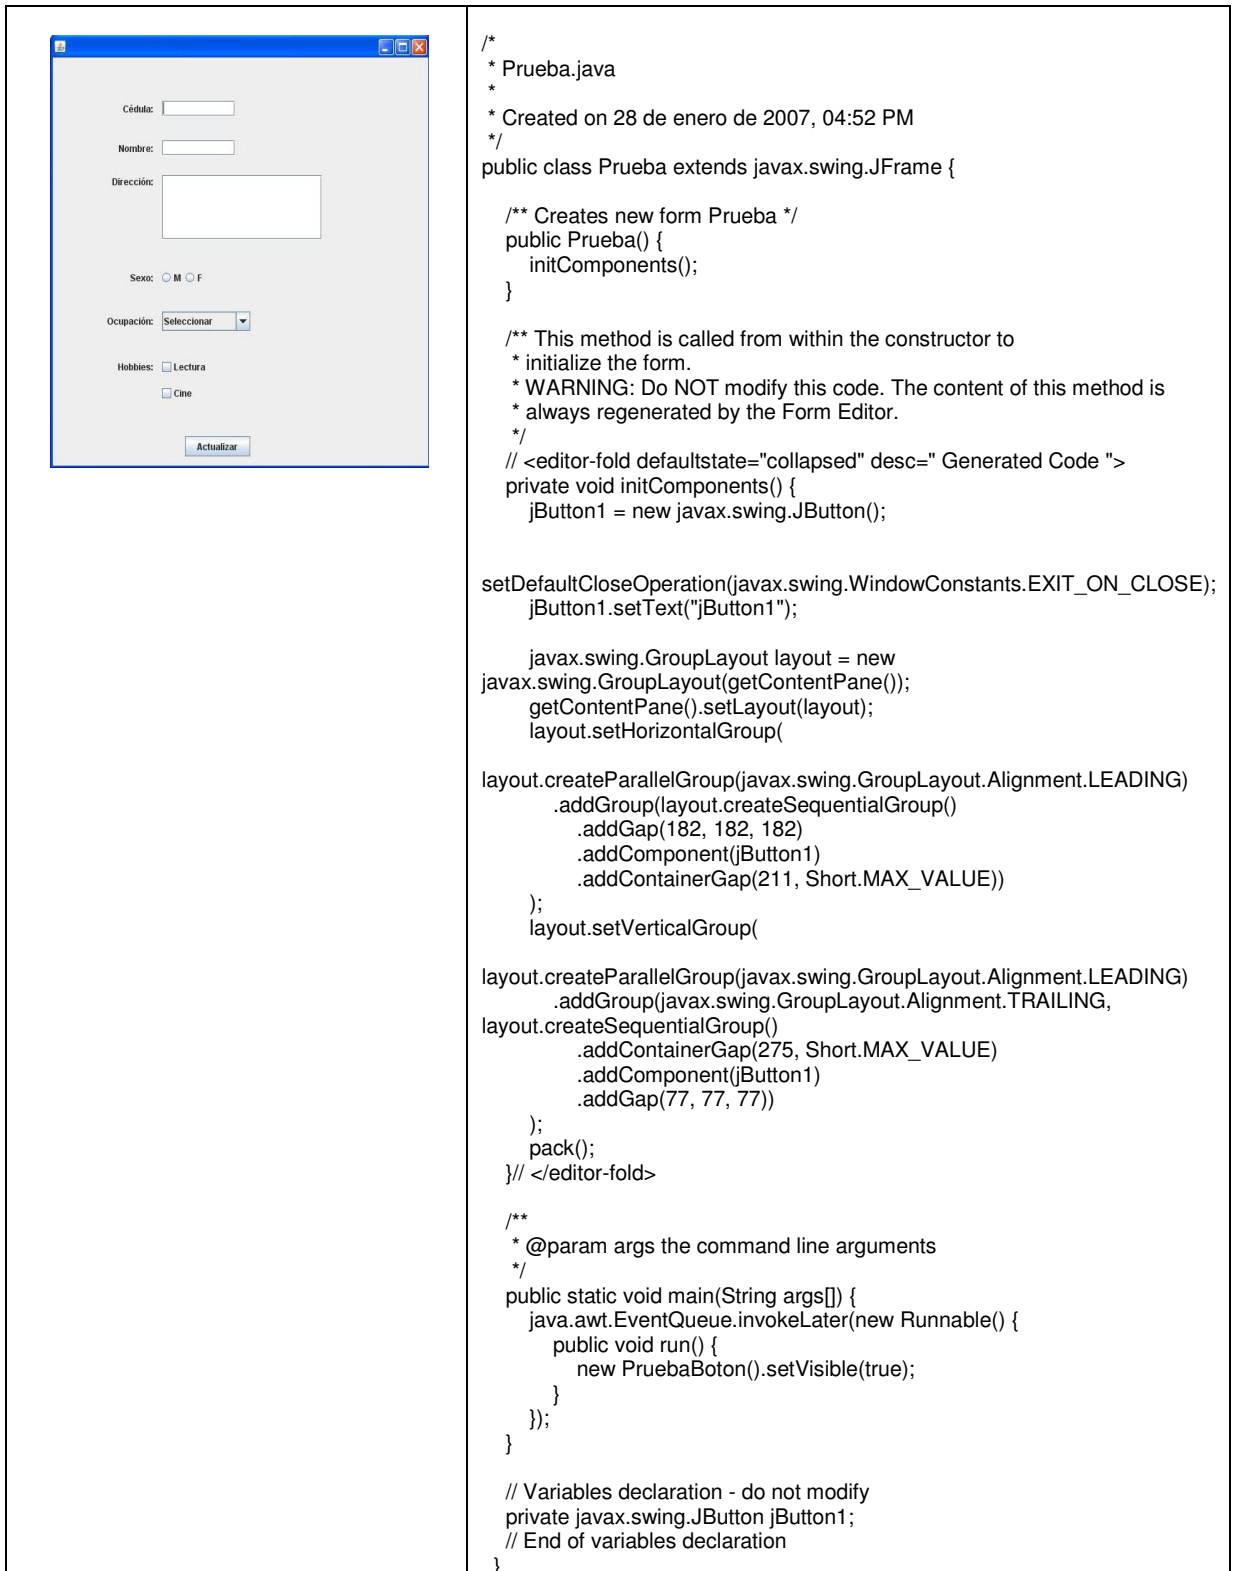 Cédula:
Nombre:
Dirección:
Sexo: M F
Ocupación: Seleccionar
Hobbies: Lectura
Cine
Actualizar
/*
* Prueba.java
*
* Created on 28 de enero de 2007, 04:52 PM
*/
public class Prueba extends javax.swing.JFrame {
/** Creates new form Prueba */
public Prueba() {
initComponents();
}
/** This method is called from within the constructor to
* initialize the form.
* WARNING: Do NOT modify this code. The content of this method is
* always regenerated by the Form Editor.
*/
// <editor-fold defaultstate="collapsed" desc=" Generated Code ">
private void initComponents() {
jButton1 = new javax.swing.JButton();
setDefaultCloseOperation(javax.swing.WindowConstants.EXIT_ON_CLOSE);
jButton1.setText("jButton1");
javax.swing.GroupLayout layout = new
javax.swing.GroupLayout(getContentPane());
getContentPane().setLayout(layout);
layout.setHorizontalGroup(
layout.createParallelGroup(javax.swing.GroupLayout.Alignment.LEADING)
.addGroup(layout.createSequentialGroup()
.addGap(182, 182, 182)
.addComponent(jButton1)
.addContainerGap(211, Short.MAX_VALUE))
);
layout.setVerticalGroup(
layout.createParallelGroup(javax.swing.GroupLayout.Alignment.LEADING)
.addGroup(javax.swing.GroupLayout.Alignment.TRAILING,
layout.createSequentialGroup()
.addContainerGap(275, Short.MAX_VALUE)
.addComponent(jButton1)
.addGap(77, 77, 77))
);
pack();
}// </editor-fold>
/**
* @param args the command line arguments
*/
public static void main(String args[]) {
java.awt.EventQueue.invokeLater(new Runnable() {
public void run() {
new PruebaBoton().setVisible(true);
}
});
}
// Variables declaration - do not modify
private javax.swing.JButton jButton1;
// End of variables declaration
}